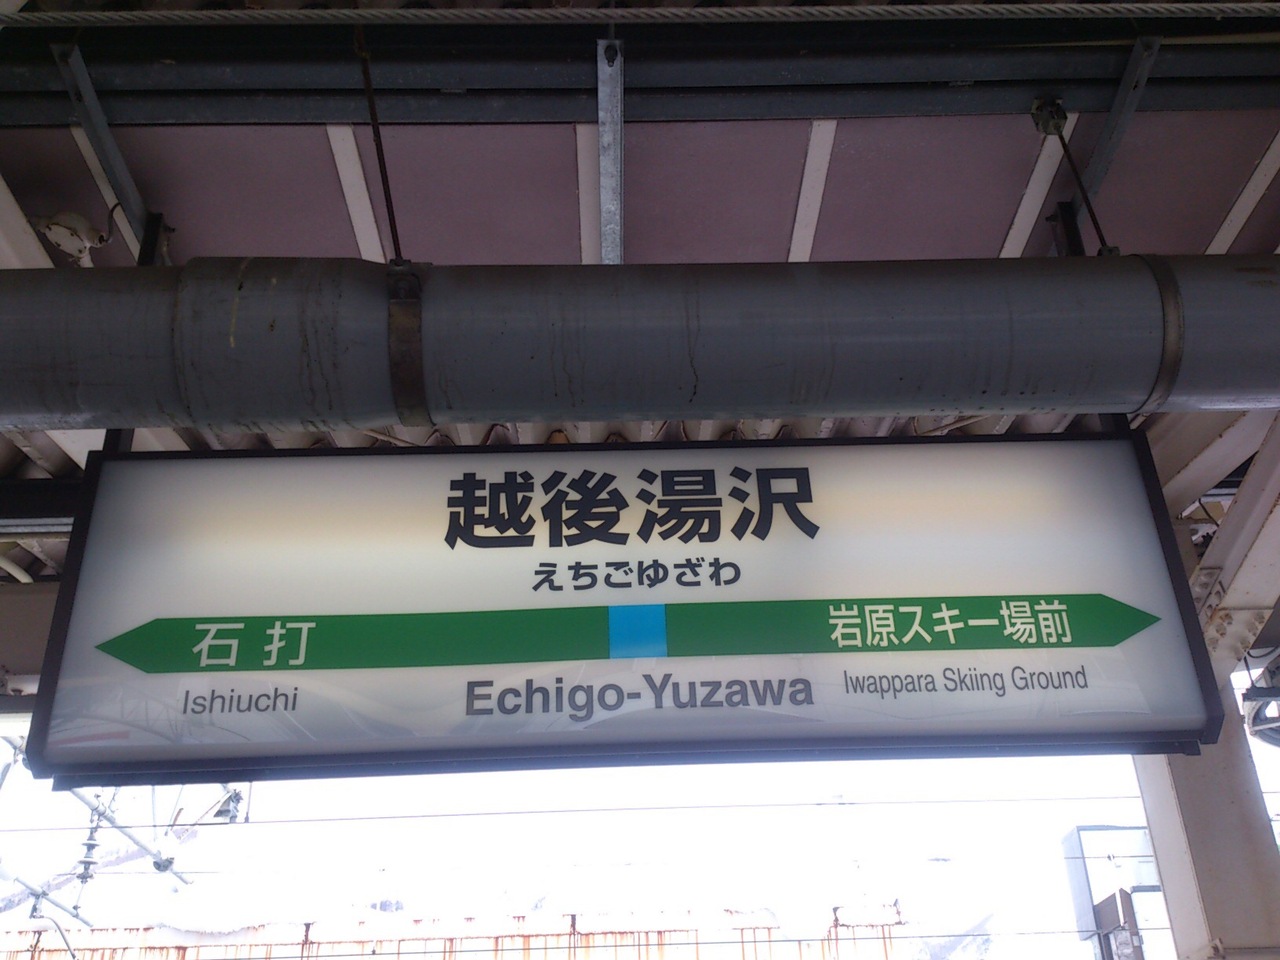 越後湯沢
えちごゆざわ
石打 岩原スキー場前
Ishiuchi Echigo-Yuzawa Iwappara Skiing Ground